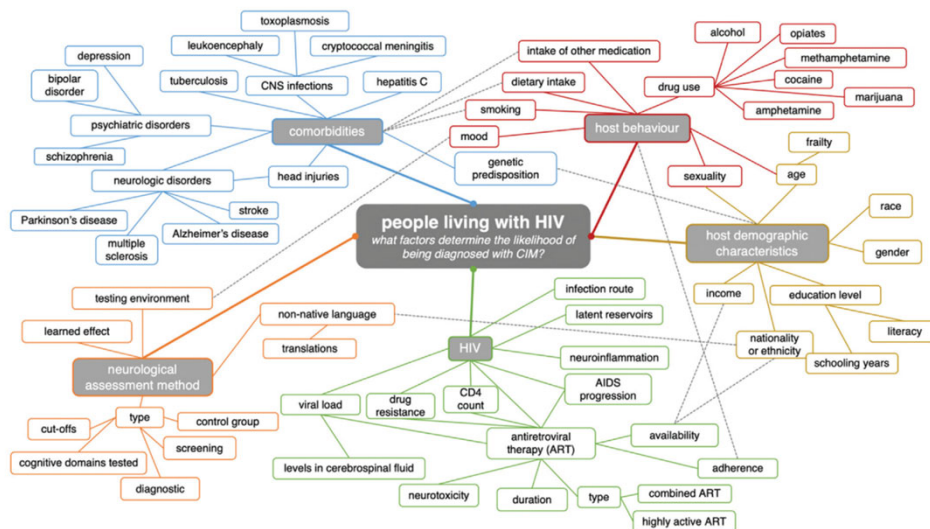 toxoplasmosis
leukoencephaly
cryptococcal meningitis
depression
bipolar
disorder
tuberculosis
CNS infections
hepatitis C
psychiatric disorders
comorbidities
schizophrenia
neurologic disorders
head injuries
genetic
predisposition
Parkinson's disease
stroke
multiple
sclerosis
Alzheimer's disease
intake of other medication
dietary intake
smoking
mood
alcohol
opiates
methamphetamine
drug use
cocaine
marijuana
amphetamine
host behaviour
frailty
sexuality
age
race
host demographic
characteristics
gender
income
education level
literacy
nationality
or ethnicity
schooling years
people living with HIV
what factors determine the likelihood of
being diagnosed with CIM?
testing environment
learned effect
non-native language
translations
neurological
assessment method
type
cut-offs
control group
screening
cognitive domains tested
diagnostic
infection route
latent reservoirs
HIV
neuroinflammation
viral load
drug
resistance
CD4
count
AIDS
progression
antiretroviral
therapy (ART)
availability
adherence
levels in cerebrospinal fluid
neurotoxicity
duration
type
combined ART
highly active ART